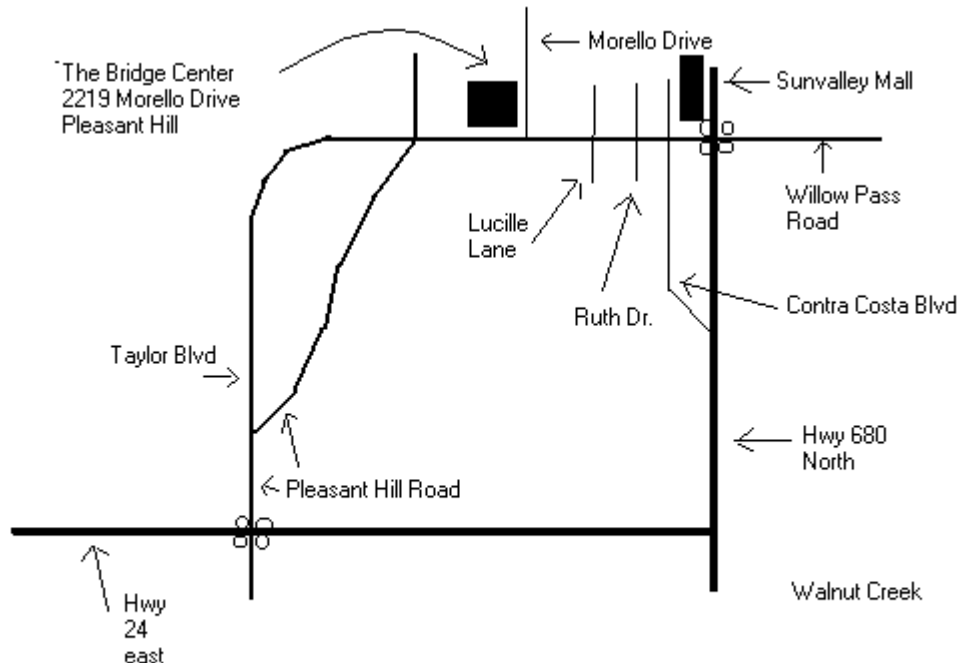 The Bridge Center
2219 Morello Drive
Pleasant Hill
Morello Drive
Sunvalley Mall
Willow Pass
Road
Lucille
Lane
Ruth Dr.
Contra Costa Blvd
Taylor Blvd
Hwy 680
North
Pleasant Hill Road
Hwy
24
east
Walnut Creek